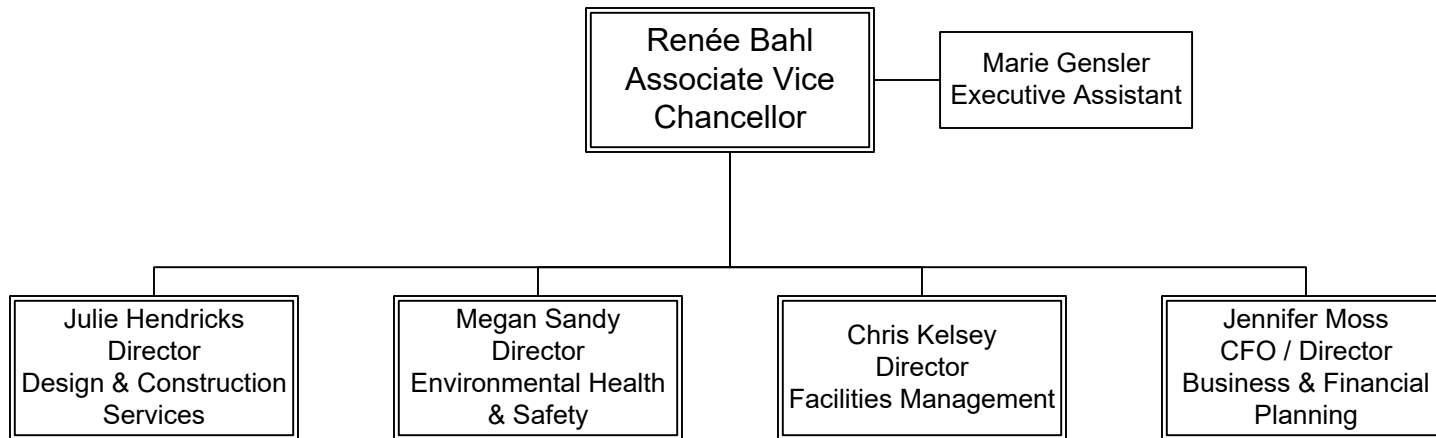 Renée Bahl
Associate Vice
Chancellor
Marie Gensler
Executive Assistant
Julie Hendricks
Director
Design & Construction
Services
Megan Sandy
Director
Environmental Health
& Safety
Chris Kelsey
Director
Facilities Management
Jennifer Moss
CFO / Director
Business & Financial
Planning